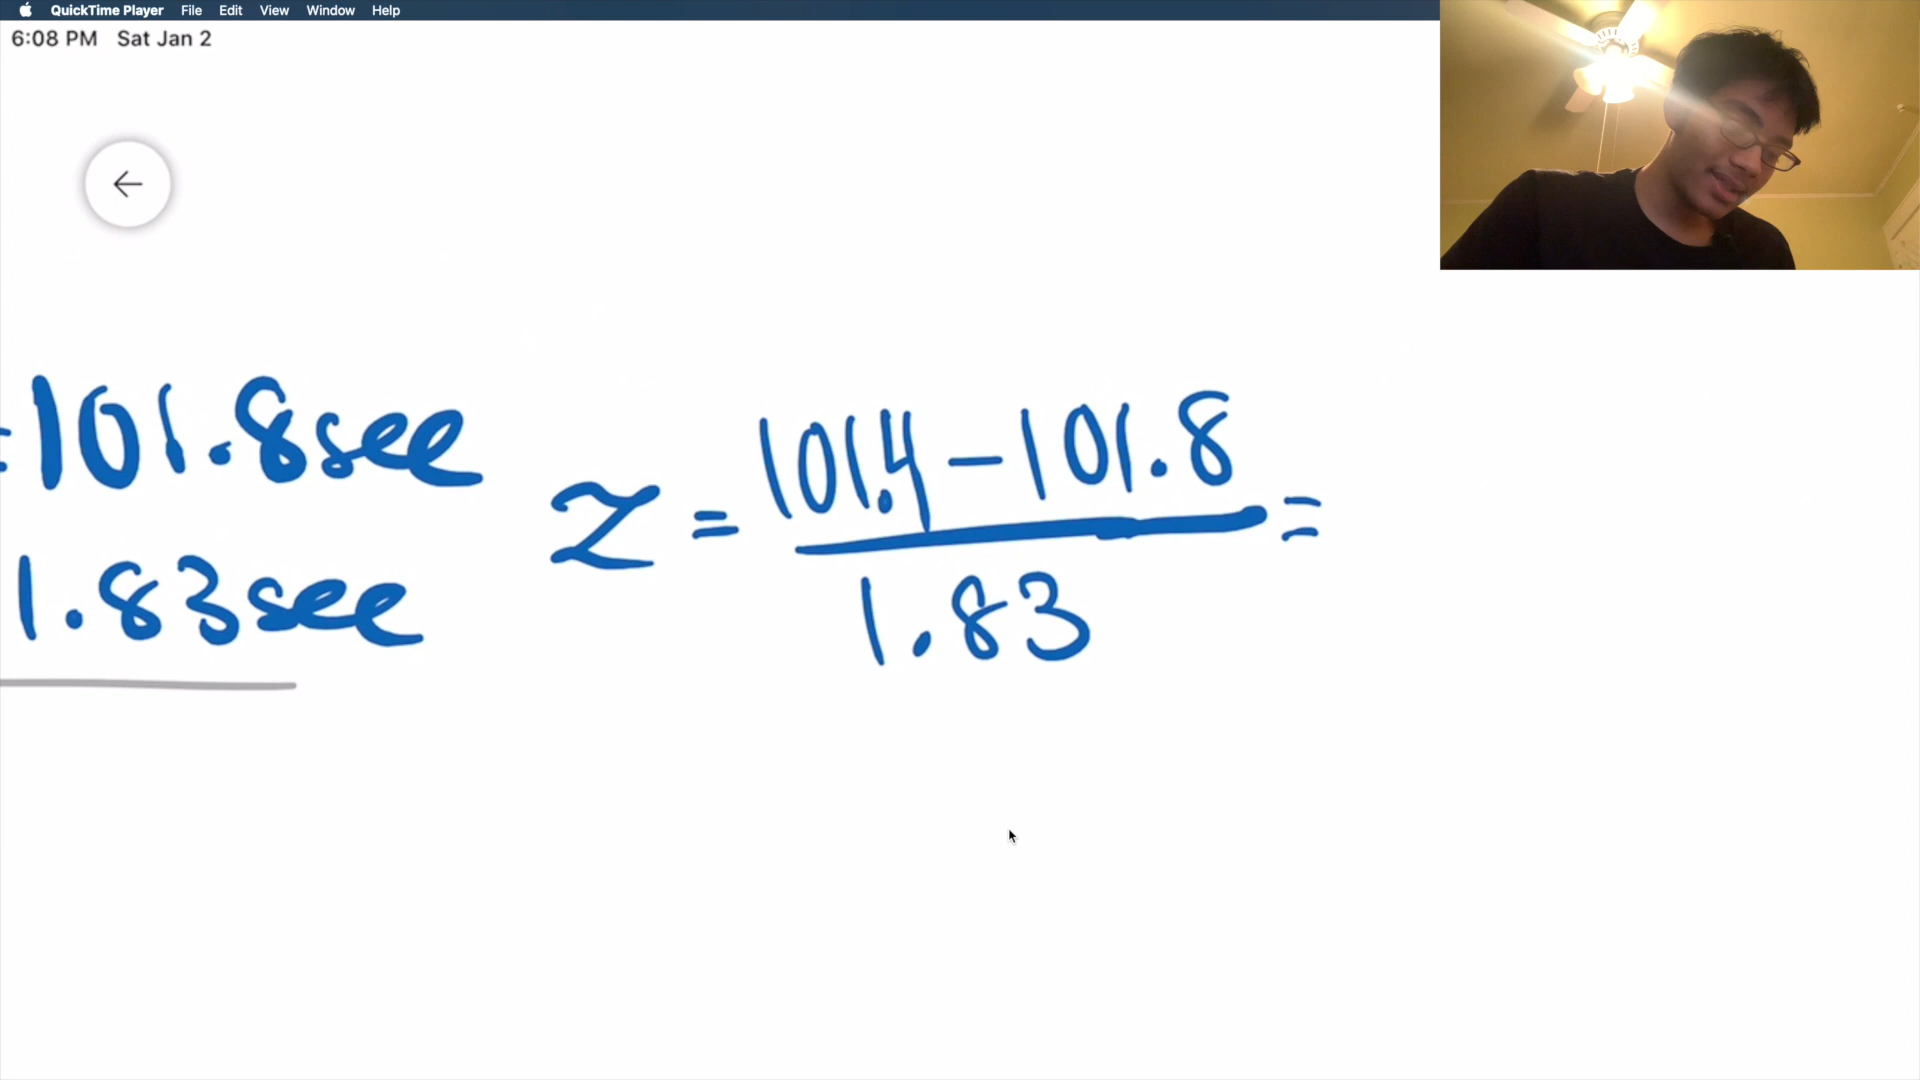 QuickTime Player File Edit View Window Help
6:08 PM Sat Jan 2
=101.8sec
1.83sec
z = 101.4-101.8 =
1.83